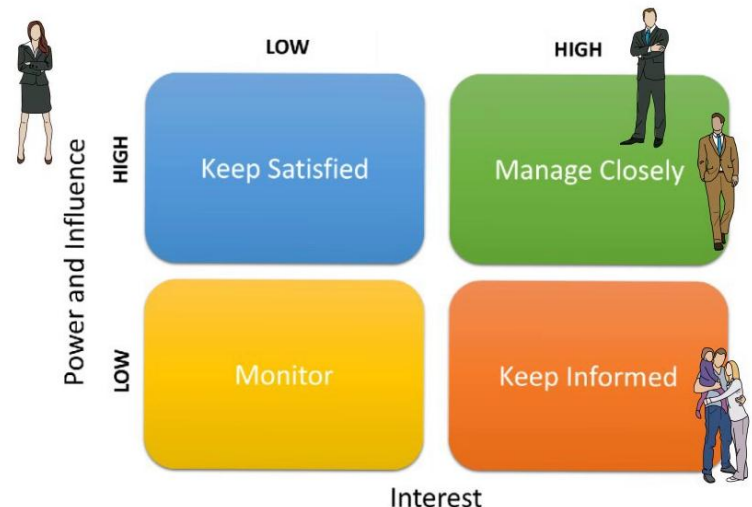 LOW
HIGH
Power and Influence
HIGH
Keep Satisfied
Manage Closely
LOW
Monitor
Keep Informed
Interest